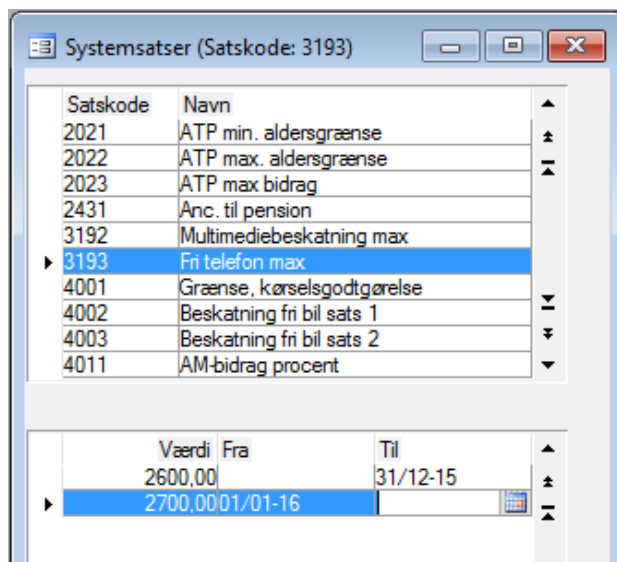 Systemsatser (Satskode: 3193)
Satskode Navn
2021 ATP min. aldersgrænse
2022 ATP max. aldersgrænse
2023 ATP max bidrag
2431 Anc. til pension
3192 Multimediebeskatning max
3193 Fri telefon max
4001 Grænse, kørselsgodtgørelse
4002 Beskatning fri bil sats 1
4003 Beskatning fri bil sats 2
4011 AM-bidrag procent
Værdi Fra Til
2600,00 31/12-15
2700,00 01/01-16